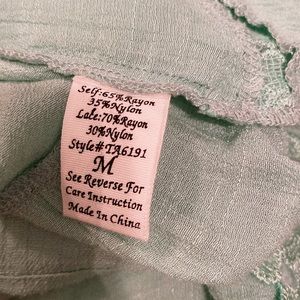 Self:65%Rayon
35%Nylon
Lale:70%Rayon
30%Nylon
Style#TA6191
M
See Reverse For
Care Instruction
Made In China